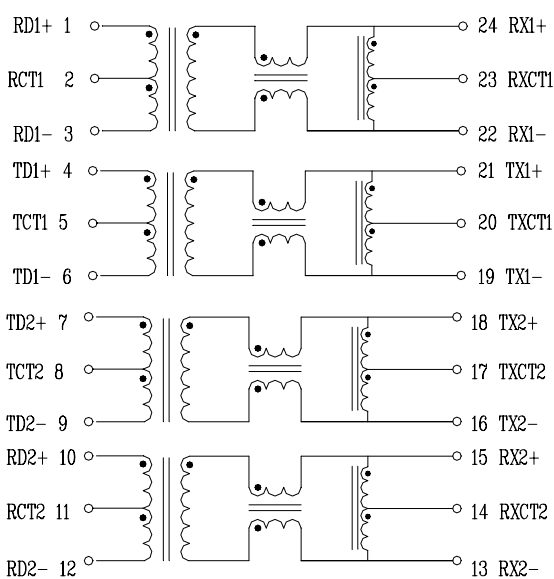 RD1+ 1 24 RX1+
RCT1 2 23 RXCT1
RD1- 3 22 RX1-
TD1+ 4 21 TX1+
TCT1 5 20 TXCT1
TD1- 6 19 TX1-
TD2+ 7 18 TX2+
TCT2 8 17 TXCT2
TD2- 9 16 TX2-
RD2+ 10 15 RX2+
RCT2 11 14 RXCT2
RD2- 12 13 RX2-